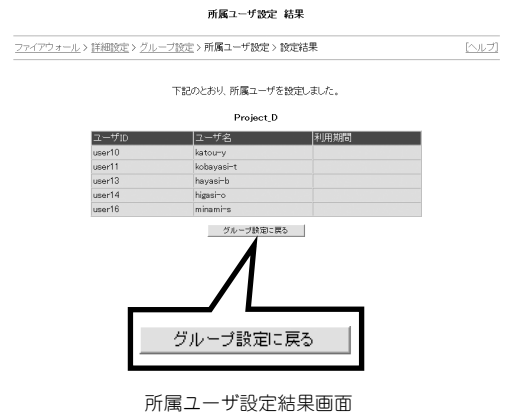 所属ユーザ設定 結果
ファイアウォール > 詳細設定 > グループ設定 > 所属ユーザ設定 > 設定結果 [ヘルプ]
下記のとおり、所属ユーザを設定しました。
Project_D
ユーザID ユーザ名 利用期間
user10 katou-y
user11 kobayasi-t
user13 hayasi-b
user14 higasi-o
user16 minami-s
グループ設定に戻る
グループ設定に戻る
所属ユーザ設定結果画面